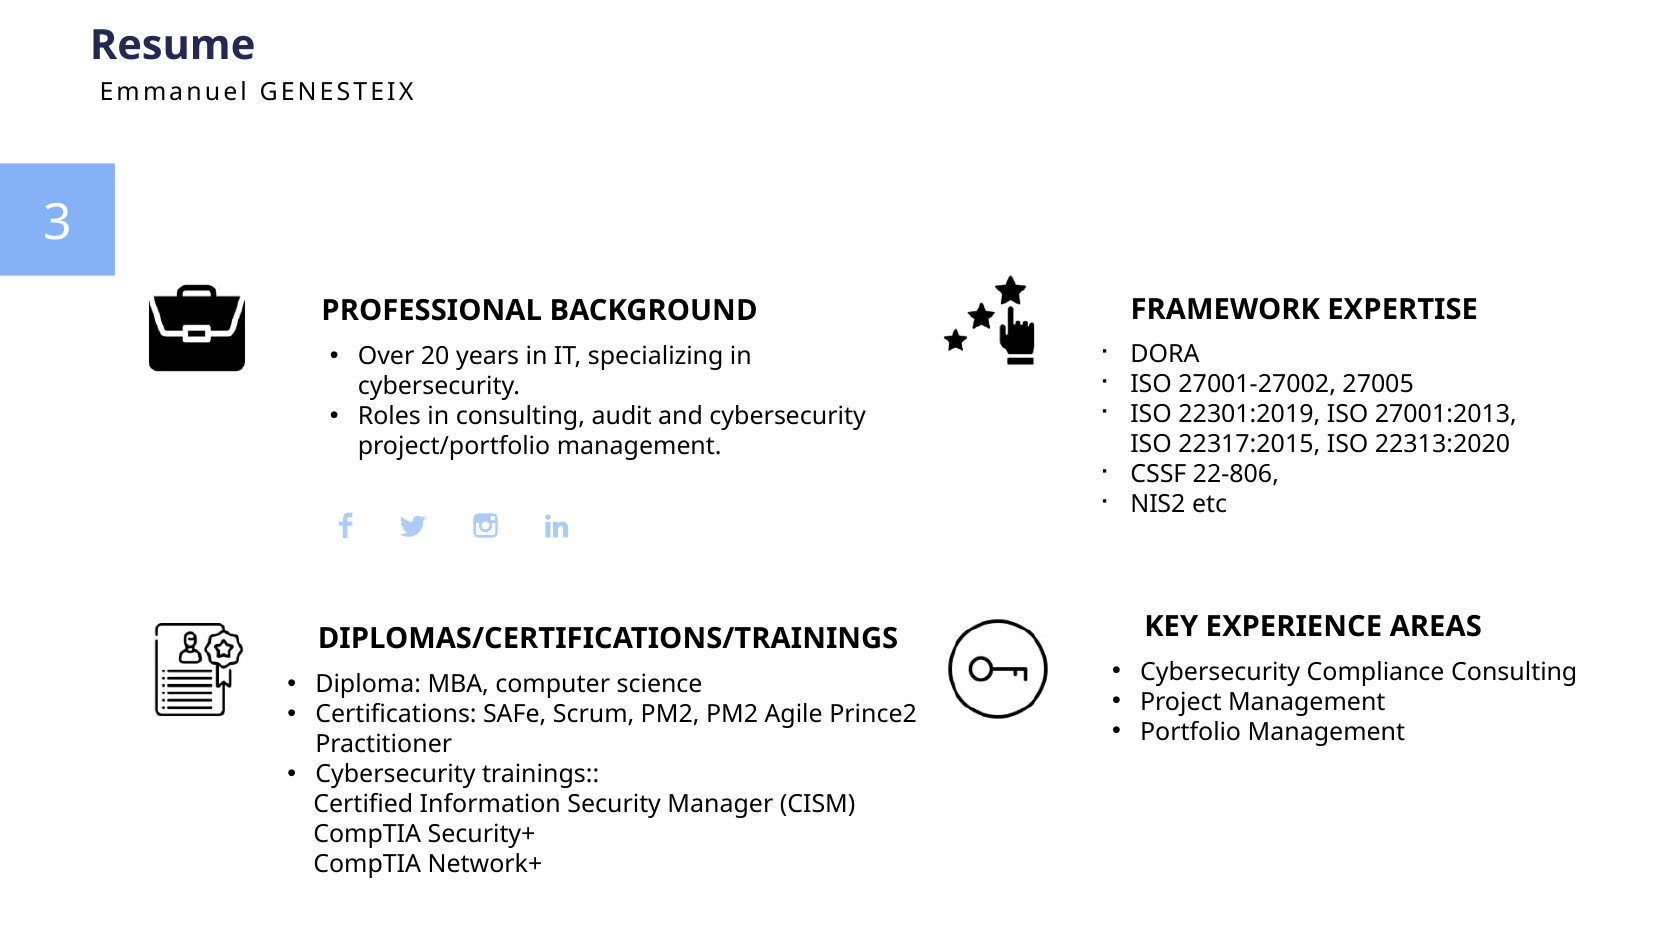 Resume
Emmanuel GENESTEIX
3
PROFESSIONAL BACKGROUND
• Over 20 years in IT, specializing in
cybersecurity.
• Roles in consulting, audit and cybersecurity
project/portfolio management.
FRAMEWORK EXPERTISE
▪ DORA
▪ ISO 27001-27002, 27005
▪ ISO 22301:2019, ISO 27001:2013,
ISO 22317:2015, ISO 22313:2020
▪ CSSF 22-806,
▪ NIS2 etc
DIPLOMAS/CERTIFICATIONS/TRAININGS
• Diploma: MBA, computer science
• Certifications: SAFe, Scrum, PM2, PM2 Agile Prince2
Practitioner
• Cybersecurity trainings::
Certified Information Security Manager (CISM)
CompTIA Security+
CompTIA Network+
KEY EXPERIENCE AREAS
• Cybersecurity Compliance Consulting
• Project Management
• Portfolio Management